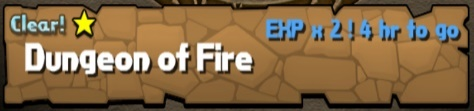 Clear! EXP x 2! 4 hr to go
Dungeon of Fire